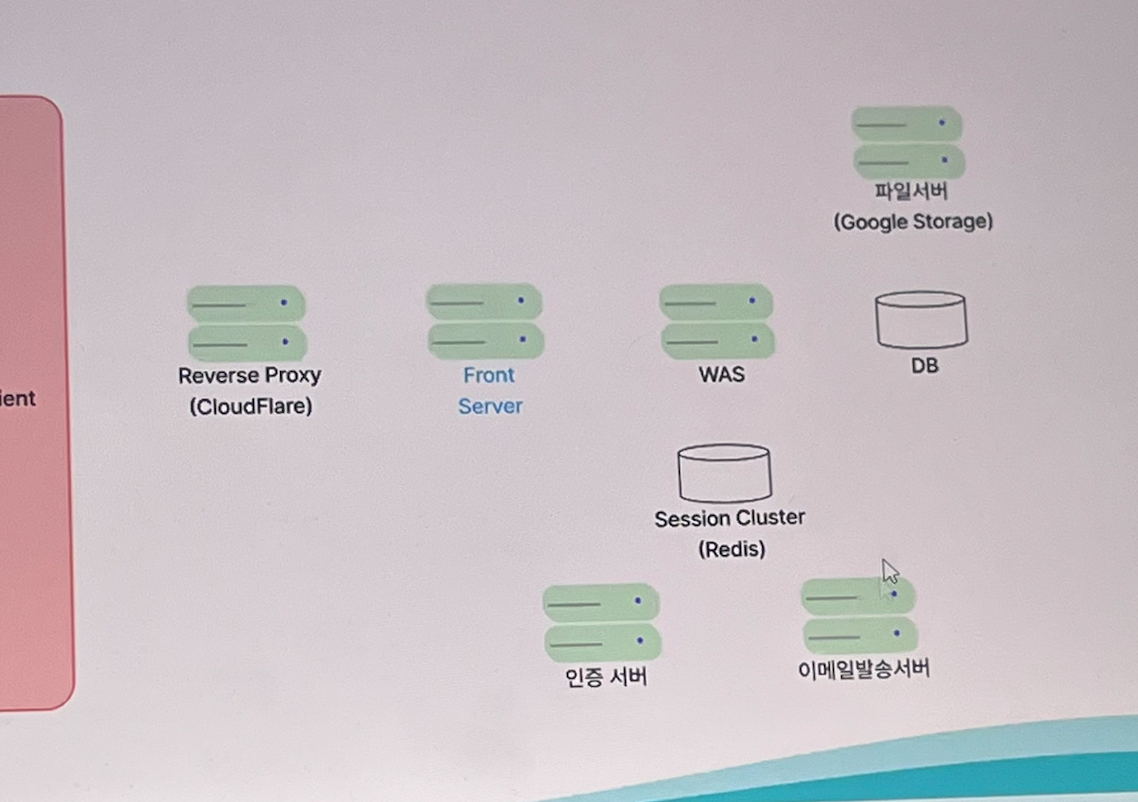 파일서버
(Google Storage)
Reverse Proxy
(CloudFlare)
Front
Server
WAS
DB
ient
Session Cluster
(Redis)
인증 서버
이메일발송서버